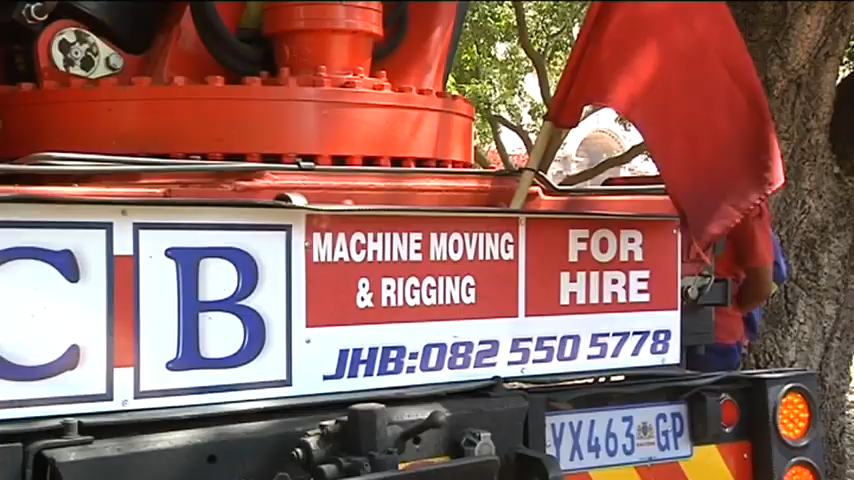 CB
MACHINE MOVING
& RIGGING
FOR
HIRE
JHB:082 550 5778
YX463 GP